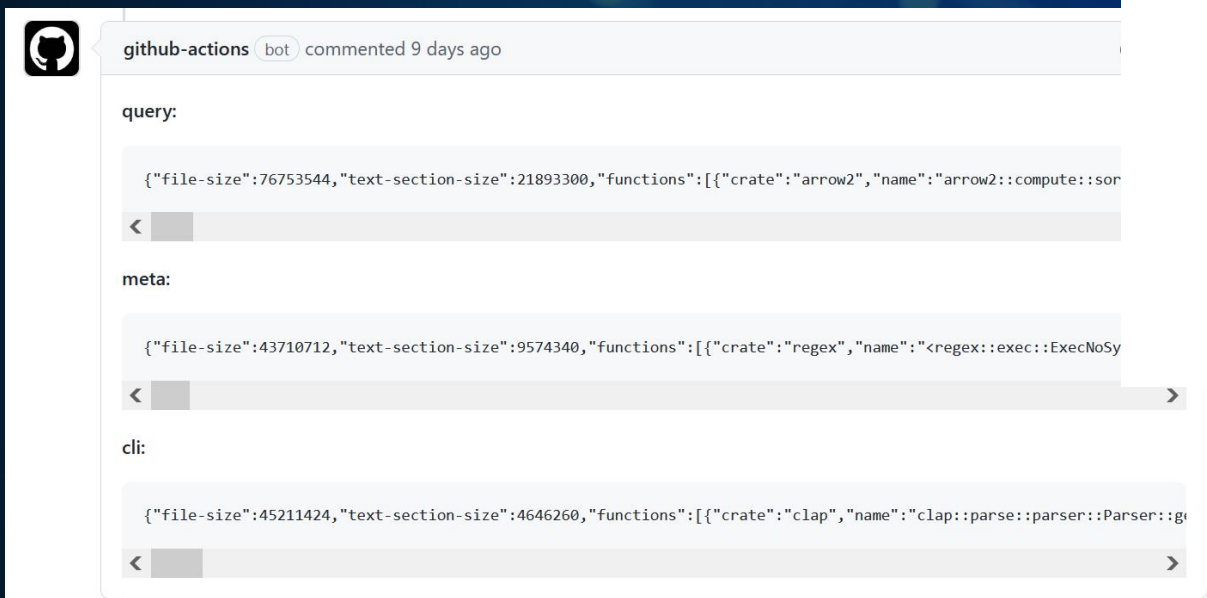 github-actions bot commented 9 days ago
query:
{"file-size":76753544,"text-section-size":21893300,"functions":[{"crate":"arrow2","name":"arrow2::compute::sor
meta:
{"file-size":43710712,"text-section-size":9574340,"functions":[{"crate":"regex","name":"<regex::exec::ExecNoSy
cli:
{"file-size":45211424,"text-section-size":4646260,"functions":[{"crate":"clap","name":"clap::parse::parser::Parser::ge